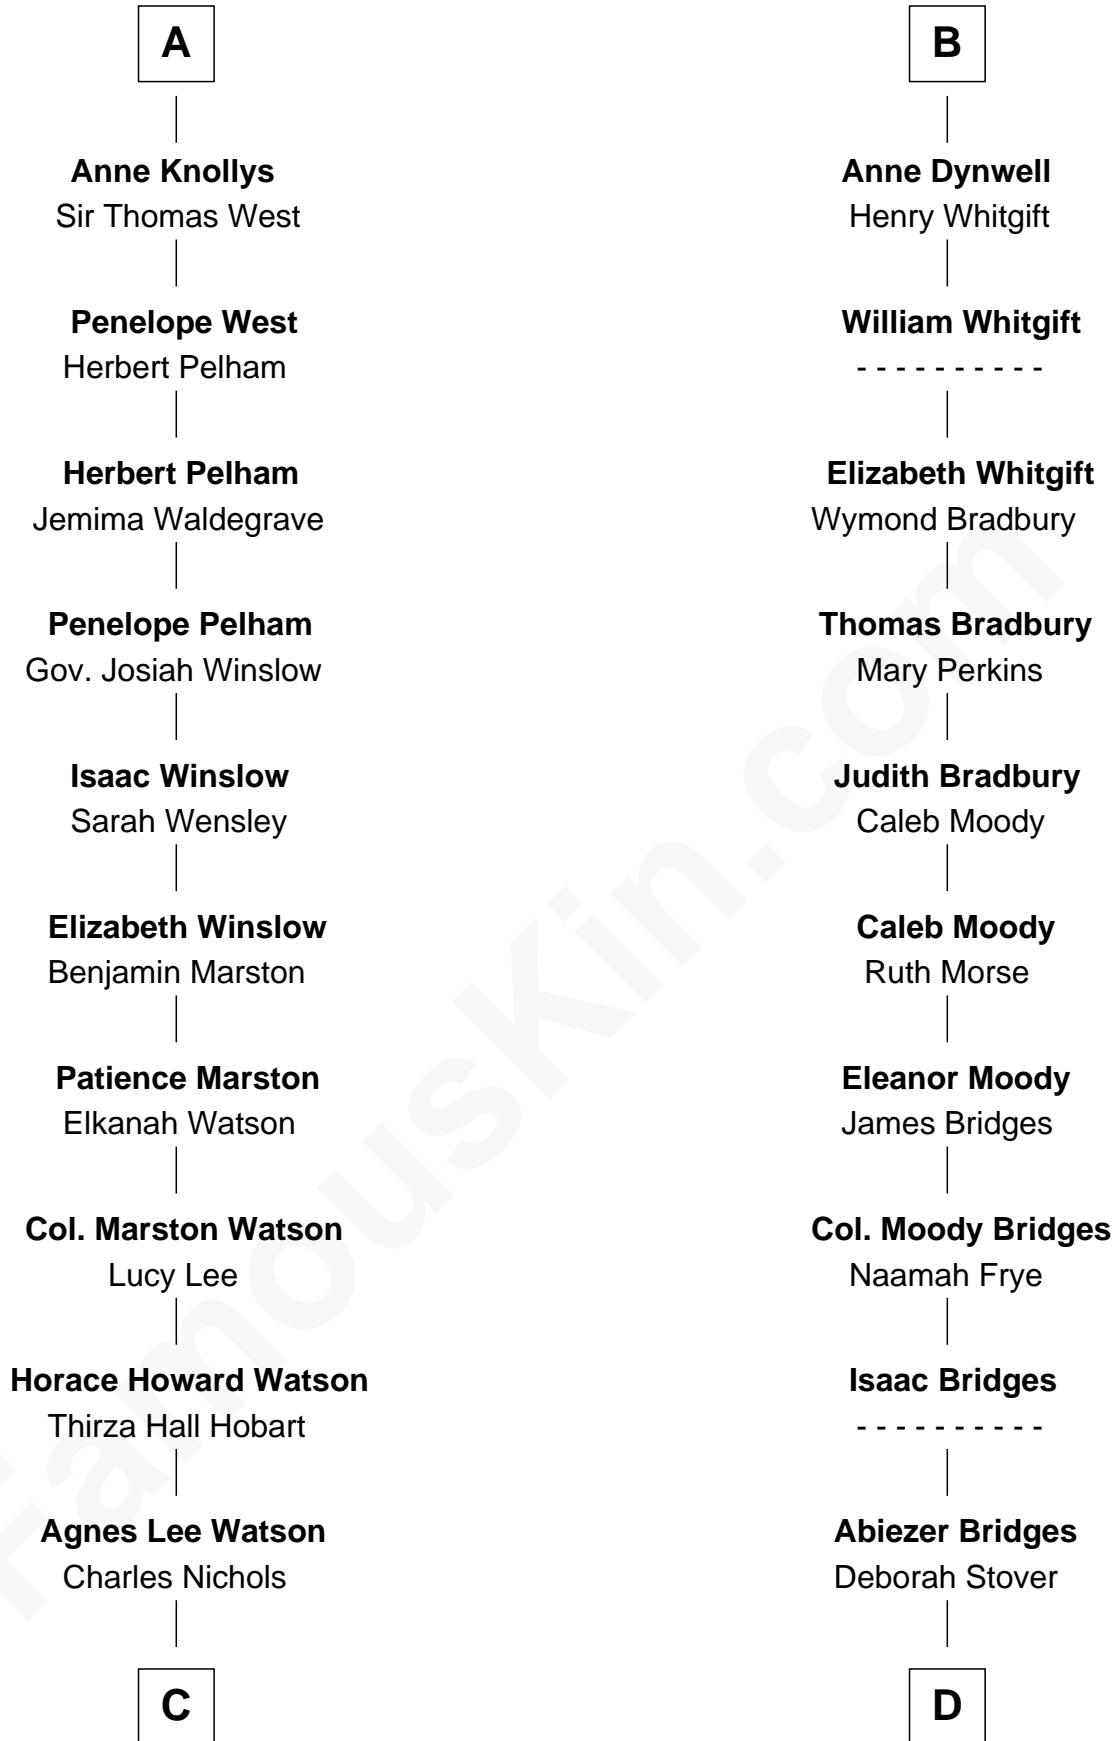 A
Anne Knollys
Sir Thomas West
Penelope West
Herbert Pelham
Herbert Pelham
Jemima Waldegrave
Penelope Pelham
Gov. Josiah Winslow
Isaac Winslow
Sarah Wensley
Elizabeth Winslow
Benjamin Marston
Patience Marston
Elkanah Watson
Col. Marston Watson
Lucy Lee
Horace Howard Watson
Thirza Hall Hobart
Agnes Lee Watson
Charles Nichols
C
B
Anne Dynwell
Henry Whitgift
William Whitgift
- - - - - - - - - -
Elizabeth Whitgift
Wymond Bradbury
Thomas Bradbury
Mary Perkins
Judith Bradbury
Caleb Moody
Caleb Moody
Ruth Morse
Eleanor Moody
James Bridges
Col. Moody Bridges
Naamah Frye
Isaac Bridges
- - - - - - - - - -
Abiezer Bridges
Deborah Stover
D
FamousKin.com